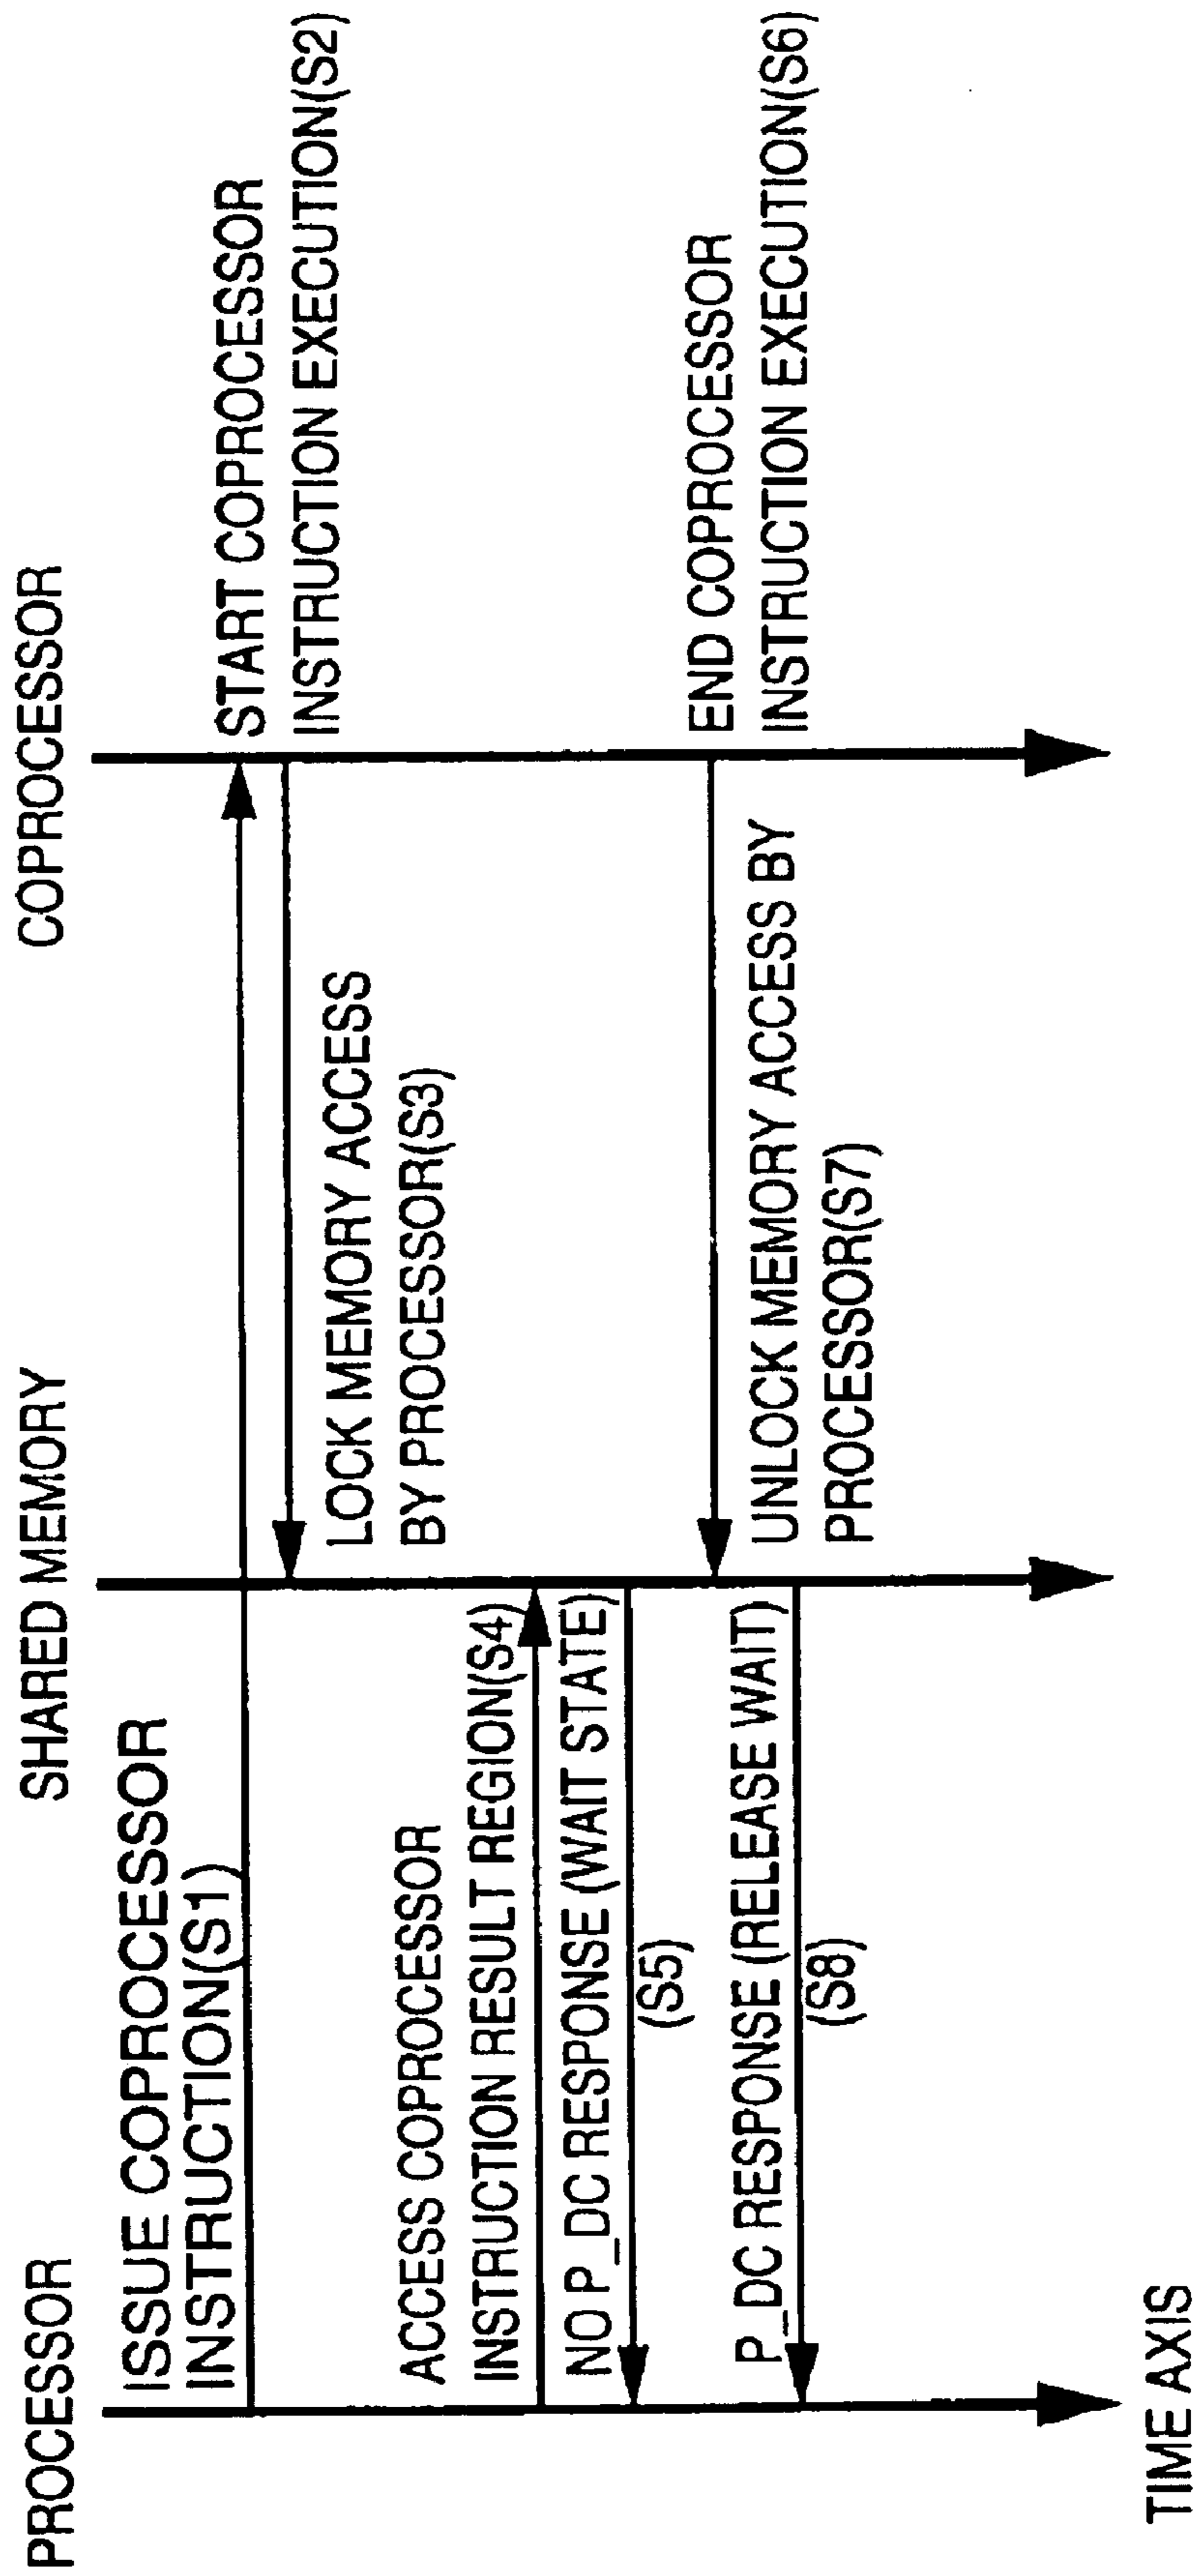 PROCESSOR
SHARED MEMORY
COPROCESSOR
ISSUE COPROCESSOR
INSTRUCTION(S1)
START COPROCESSOR
INSTRUCTION EXECUTION(S2)
LOCK MEMORY ACCESS
BY PROCESSOR(S3)
ACCESS COPROCESSOR
INSTRUCTION RESULT REGION(S4)
NO P_DC RESPONSE (WAIT STATE)
(S5)
END COPROCESSOR
INSTRUCTION EXECUTION(S6)
UNLOCK MEMORY ACCESS BY
PROCESSOR(S7)
P_DC RESPONSE (RELEASE WAIT)
(S8)
TIME AXIS